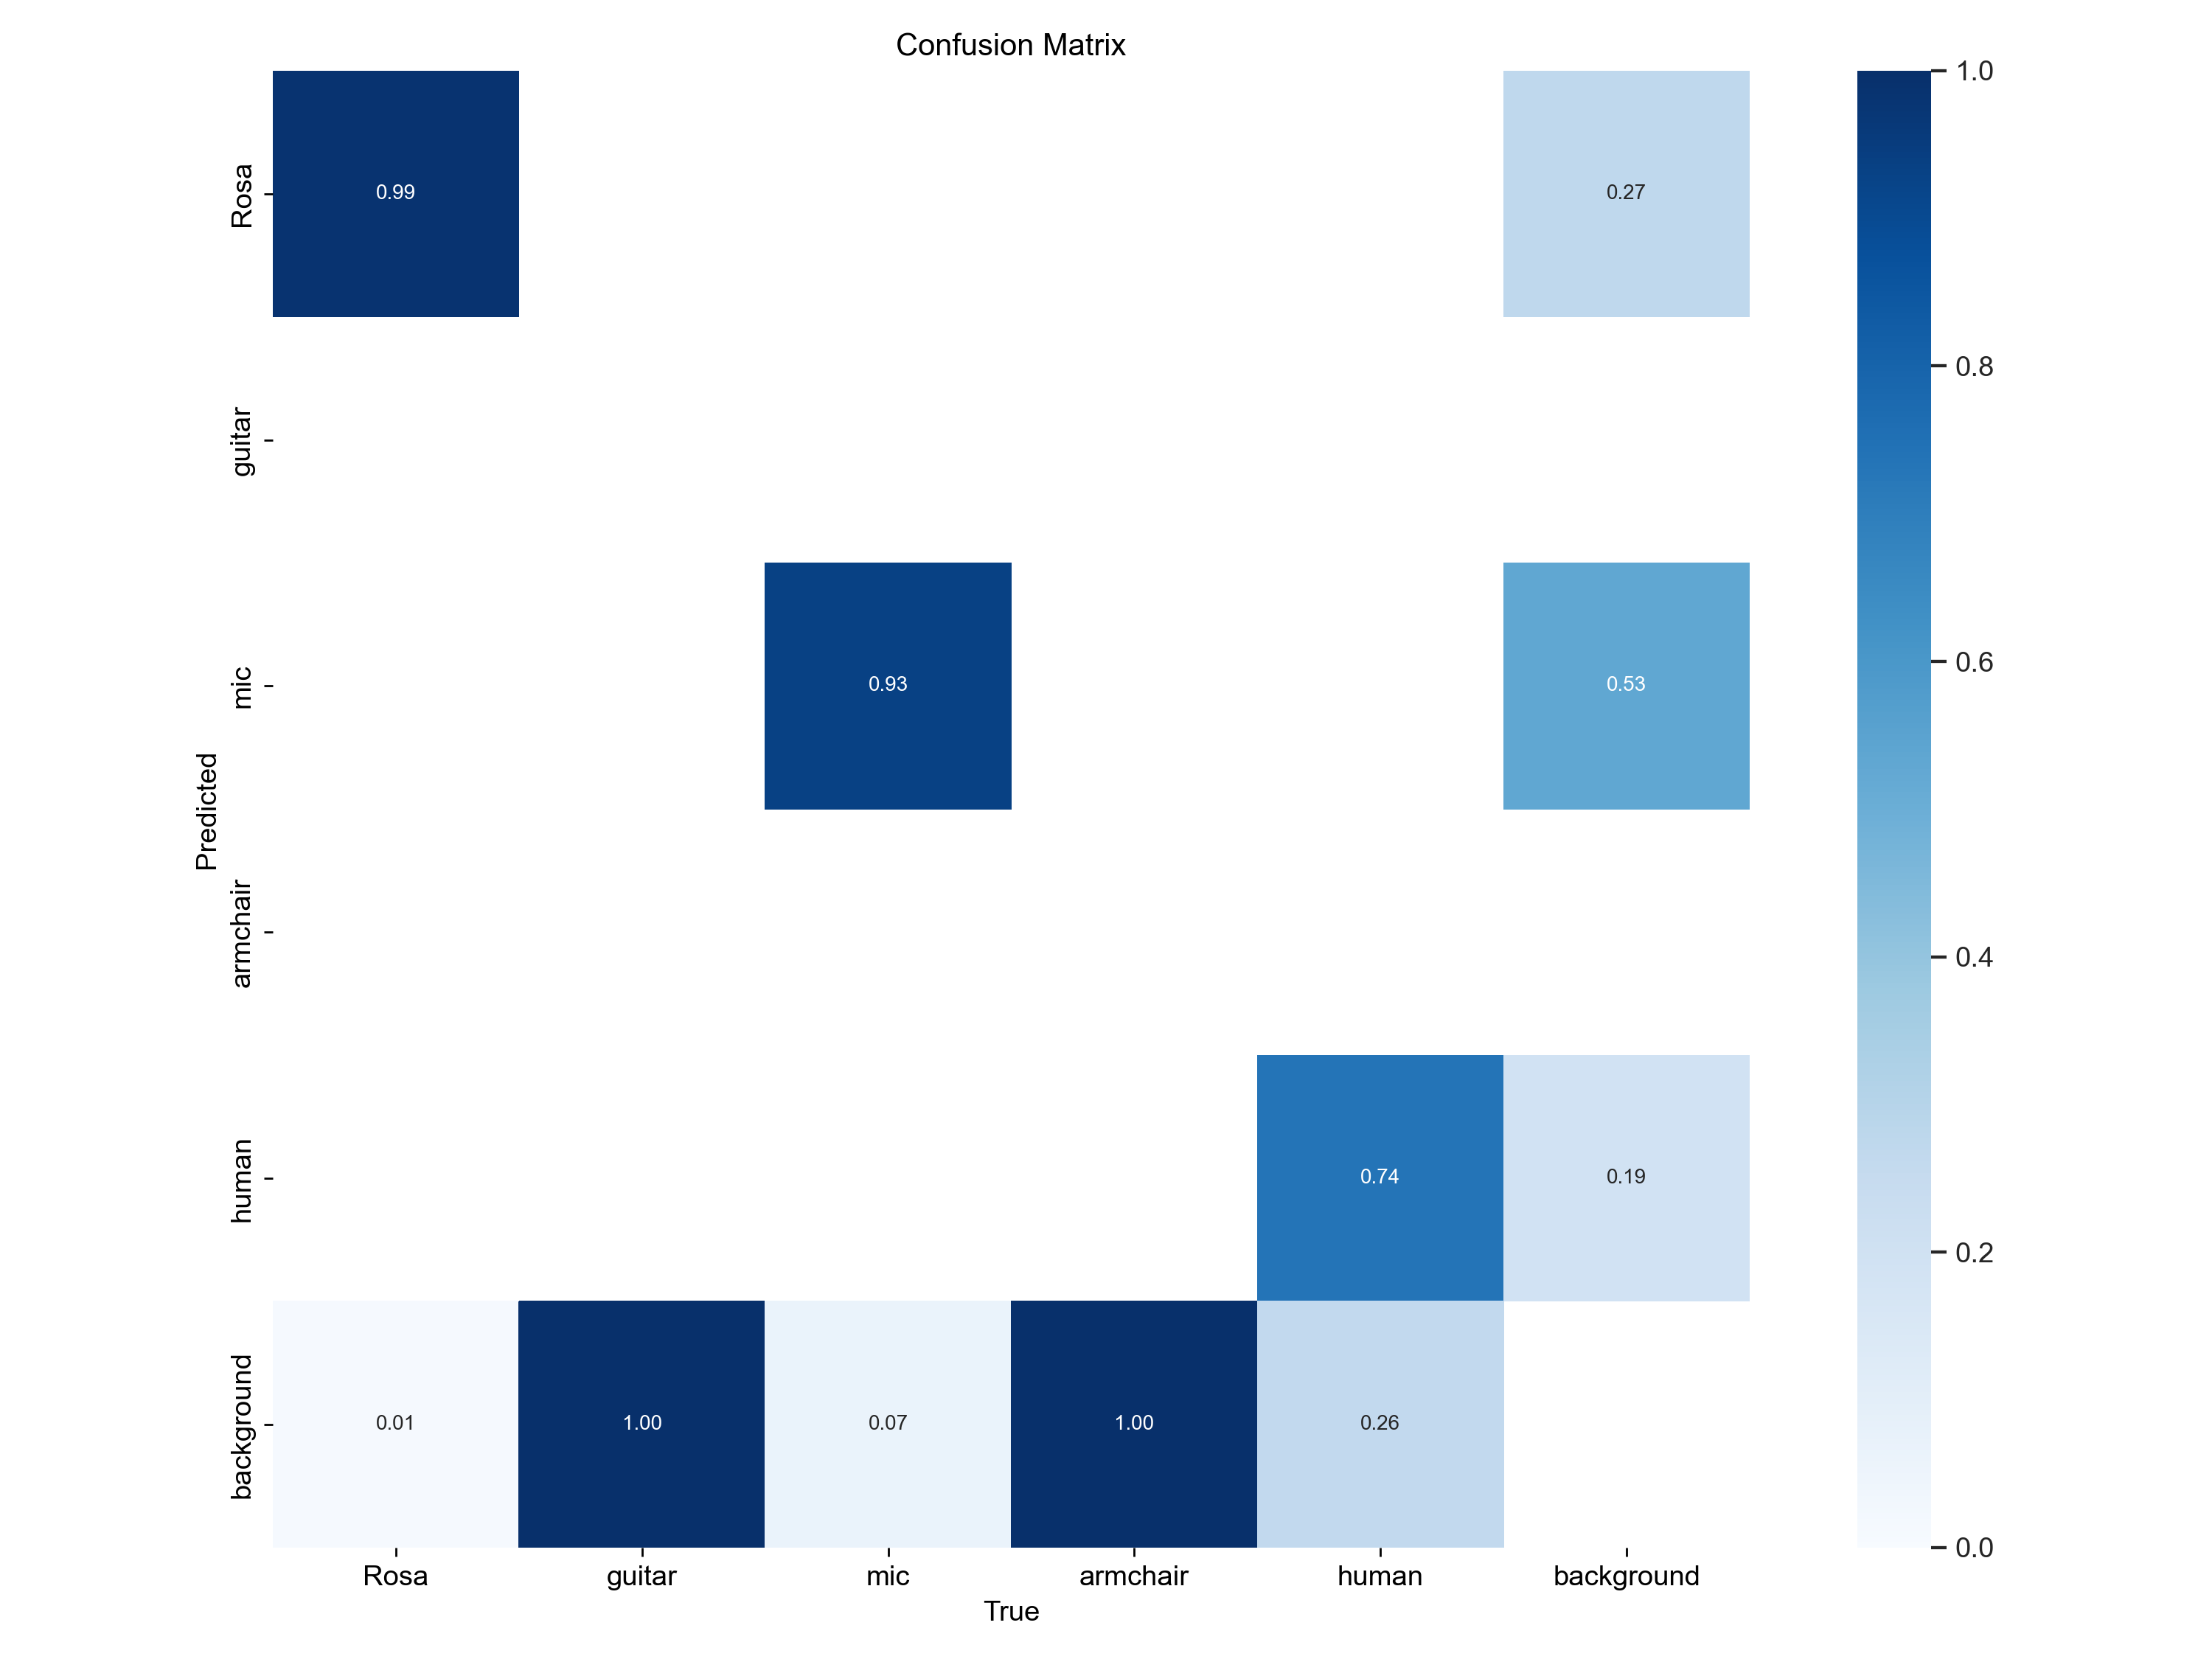 Confusion Matrix
Predicted
Rosa
guitar
mic
armchair
human
background
0.99
0.27
0.93
0.53
0.74
0.19
0.01
1.00
0.07
1.00
0.26
Rosa
guitar
mic
armchair
human
background
True
1.0
0.8
0.6
0.4
0.2
0.0